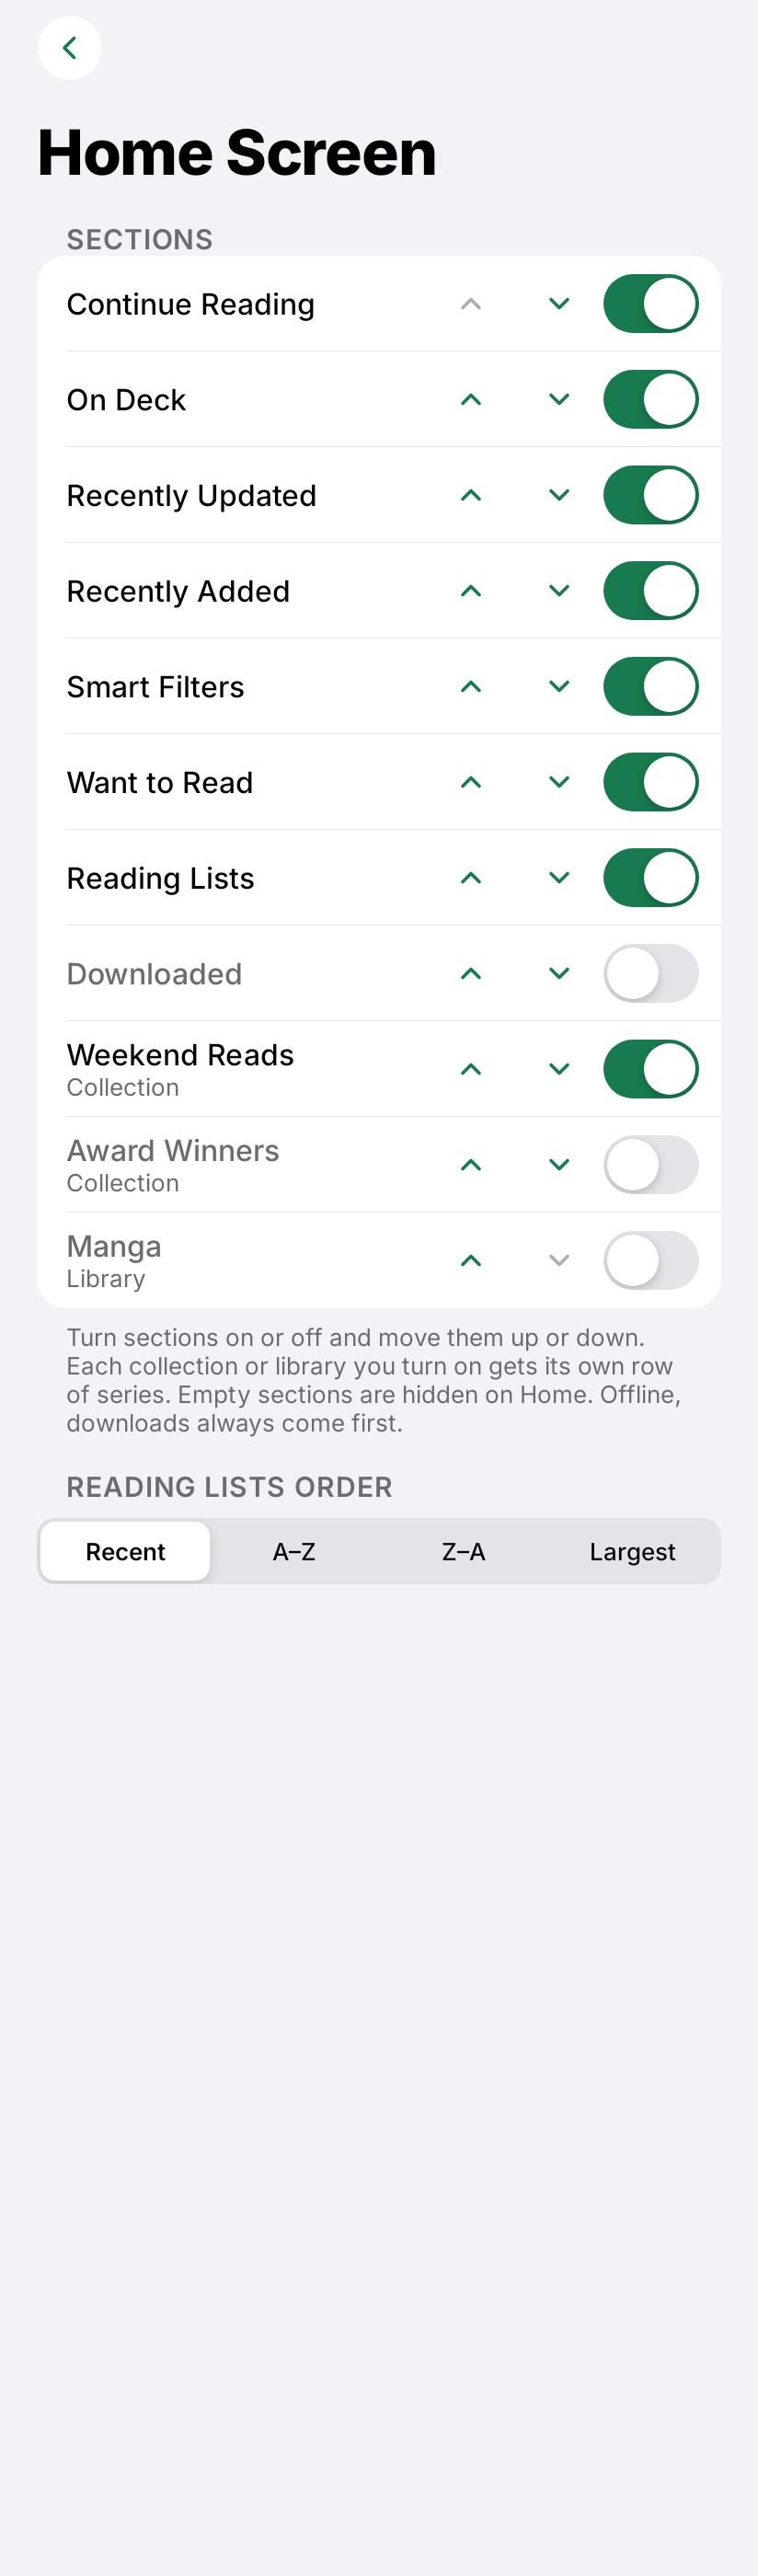 Home Screen
SECTIONS
Continue Reading
On Deck
Recently Updated
Recently Added
Smart Filters
Want to Read
Reading Lists
Downloaded
Weekend Reads
Collection
Award Winners
Collection
Manga
Library
Turn sections on or off and move them up or down.
Each collection or library you turn on gets its own row
of series. Empty sections are hidden on Home. Offline,
downloads always come first.
READING LISTS ORDER
Recent A–Z Z–A Largest